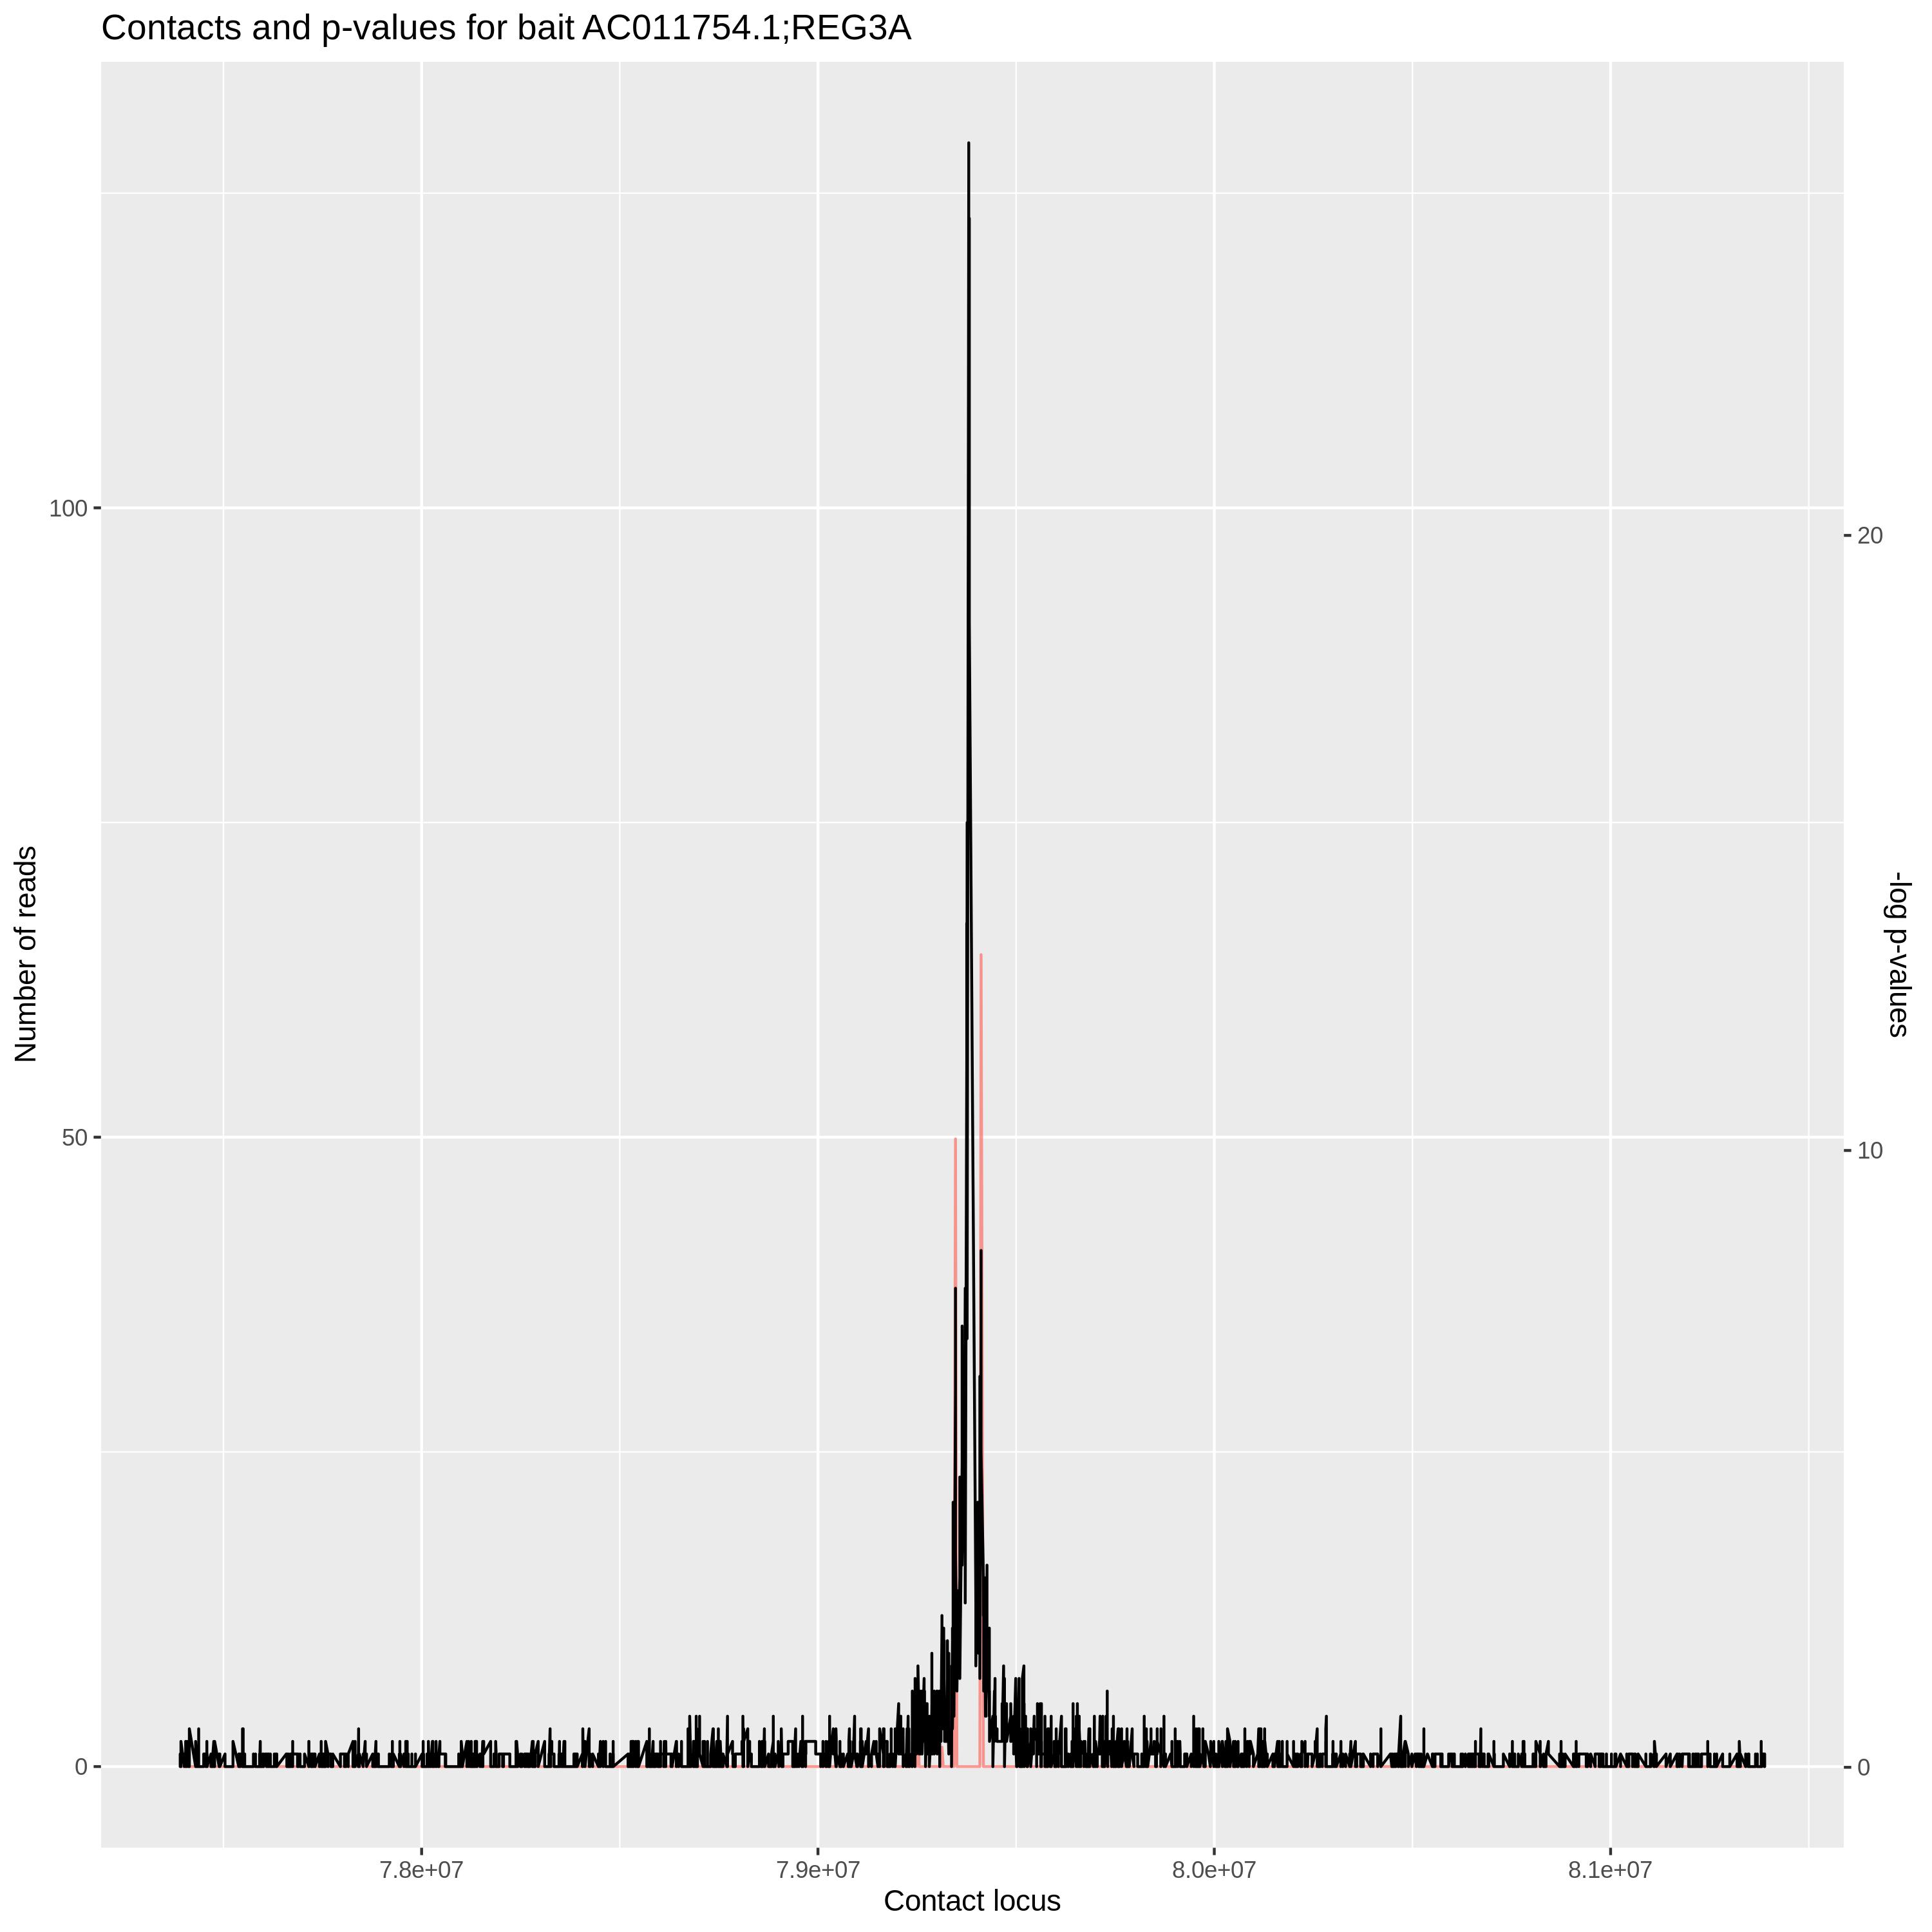 Contacts and p-values for bait AC011754.1;REG3A
Number of reads
100
50
0
20
10
0
-log p-values
7.8e+07 7.9e+07 8.0e+07 8.1e+07
Contact locus